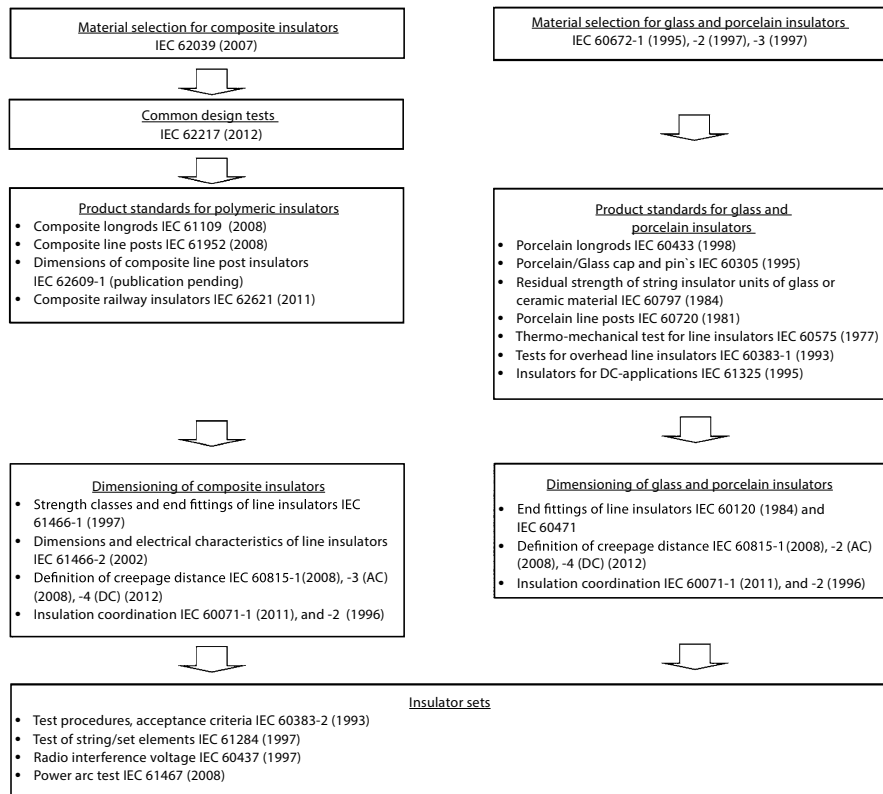 Material selection for composite insulators
IEC 62039 (2007)
Common design tests
IEC 62217 (2012)
Product standards for polymeric insulators
• Composite longrods IEC 61109  (2008)
• Composite line posts IEC 61952 (2008)
• Dimensions of composite line post insulators
IEC 62609-1 (publication pending)
• Composite railway insulators IEC 62621 (2011)
Dimensioning of composite insulators
• Strength classes and end fittings of line insulators IEC
61466-1 (1997)
• Dimensions and electrical characteristics of line insulators
IEC 61466-2 (2002)
• Definition of creepage distance IEC 60815-1(2008), -3 (AC)
(2008), -4 (DC) (2012)
• Insulation coordination IEC 60071-1 (2011), and -2  (1996)
Material selection for glass and porcelain insulators
IEC 60672-1 (1995), -2 (1997), -3 (1997)
Product standards for glass and
porcelain insulators
• Porcelain longrods IEC 60433 (1998)
• Porcelain/Glass cap and pin`s IEC 60305 (1995)
• Residual strength of string insulator units of glass or
ceramic material IEC 60797 (1984)
• Porcelain line posts IEC 60720 (1981)
• Thermo-mechanical test for line insulators IEC 60575 (1977)
• Tests for overhead line insulators IEC 60383-1 (1993)
• Insulators for DC-applications IEC 61325 (1995)
Dimensioning of glass and porcelain insulators
• End fittings of line insulators IEC 60120 (1984) and
IEC 60471
• Definition of creepage distance IEC 60815-1(2008), -2 (AC)
(2008), -4 (DC) (2012)
• Insulation coordination IEC 60071-1 (2011), and -2 (1996)
Insulator sets
• Test procedures, acceptance criteria IEC 60383-2 (1993)
• Test of string/set elements IEC 61284 (1997)
• Radio interference voltage IEC 60437 (1997)
• Power arc test IEC 61467 (2008)